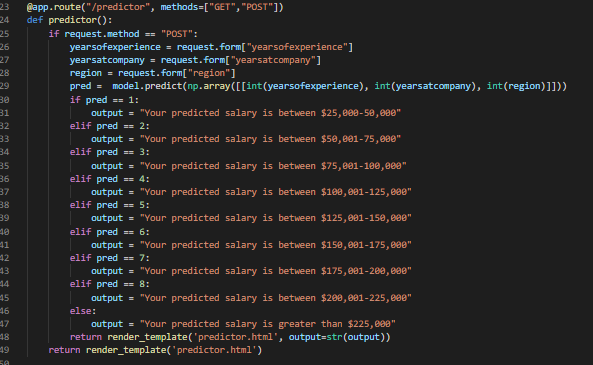 23 @app.route("/predictor", methods=["GET","POST"])
24 def predictor():
25     if request.method == "POST":
26         yearsofexperience = request.form["yearsofexperience"]
27         yearsatcompany = request.form["yearsatcompany"]
28         region = request.form["region"]
29         pred =  model.predict(np.array([[int(yearsofexperience), int(yearsatcompany), int(region)]]))
30         if pred == 1:
31             output = "Your predicted salary is between $25,000-50,000"
32         elif pred == 2:
33             output = "Your predicted salary is between $50,001-75,000"
34         elif pred == 3:
35             output = "Your predicted salary is between $75,001-100,000"
36         elif pred == 4:
37             output = "Your predicted salary is between $100,001-125,000"
38         elif pred == 5:
39             output = "Your predicted salary is between $125,001-150,000"
40         elif pred == 6:
41             output = "Your predicted salary is between $150,001-175,000"
42         elif pred == 7:
43             output = "Your predicted salary is between $175,001-200,000"
44         elif pred == 8:
45             output = "Your predicted salary is between $200,001-225,000"
46         else:
47             output = "Your predicted salary is greater than $225,000"
48         return render_template('predictor.html', output=str(output))
49     return render_template('predictor.html')